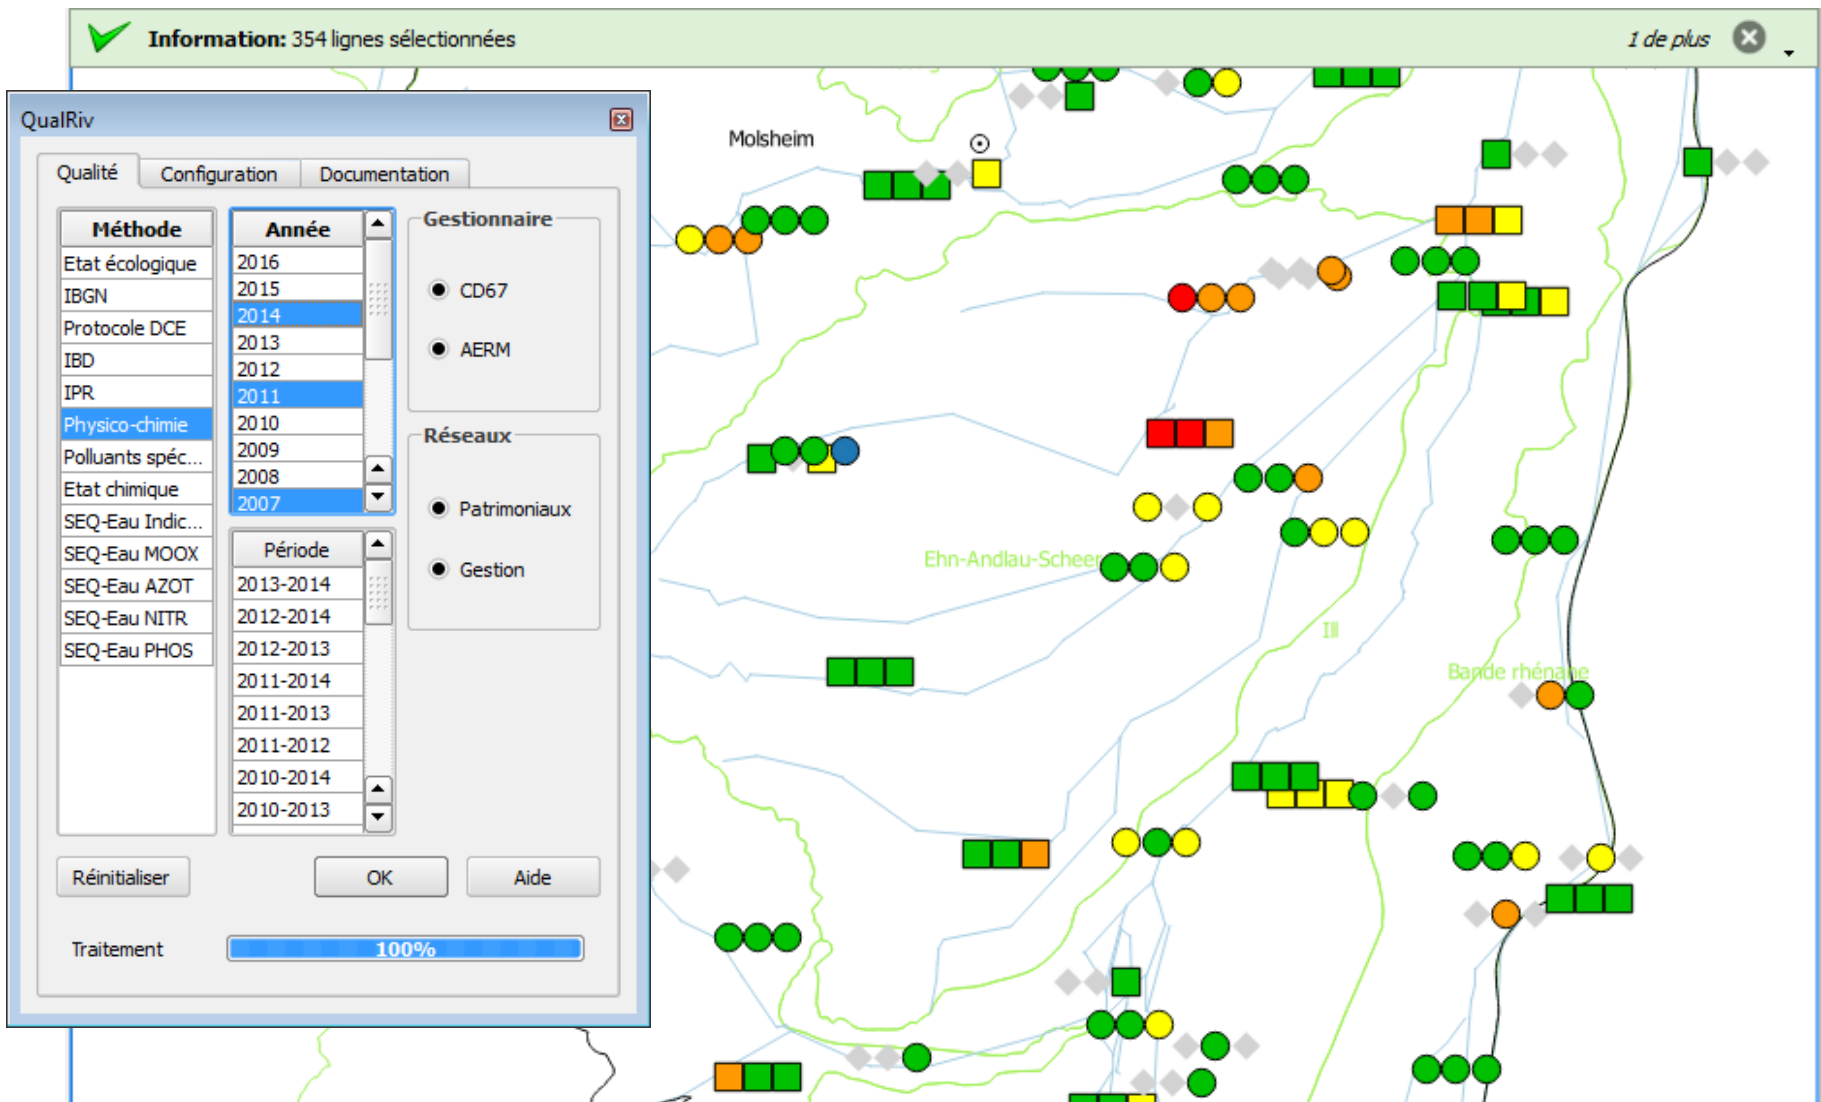 Information: 354 lignes sélectionnées
1 de plus
QualRiv
Qualité
Configuration
Documentation
Méthode
Etat écologique
IBGN
Protocole DCE
IBD
IPR
Physico-chimie
Polluants spéc...
Etat chimique
SEQ-Eau Indic...
SEQ-Eau MOOX
SEQ-Eau AZOT
SEQ-Eau NITR
SEQ-Eau PHOS
Année
2016
2015
2014
2013
2012
2011
2010
2009
2008
2007
Période
2013-2014
2012-2014
2012-2013
2011-2014
2011-2013
2011-2012
2010-2014
2010-2013
Gestionnaire
CD67
AERM
Réseaux
Patrimoniaux
Gestion
Réinitialiser
OK
Aide
Traitement
100%
Molsheim
Ehn-Andlau-Scheer
Ill
Bande rhénane